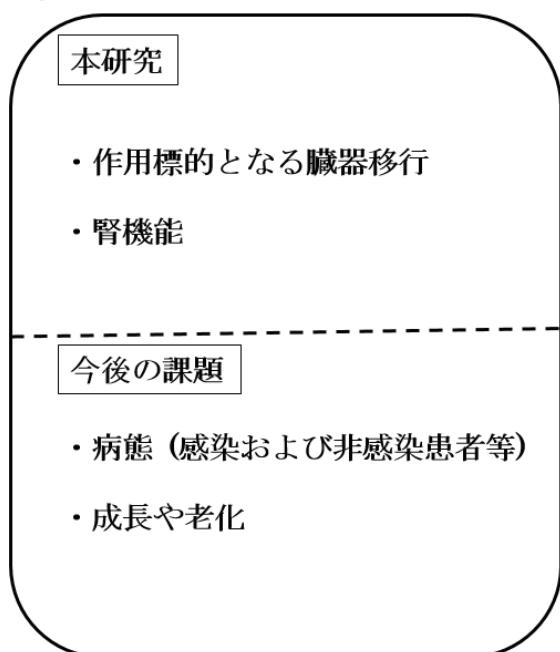 本研究
・作用標的となる臓器移行
・腎機能
今後の課題
・病態（感染および非感染患者等）
・成長や老化